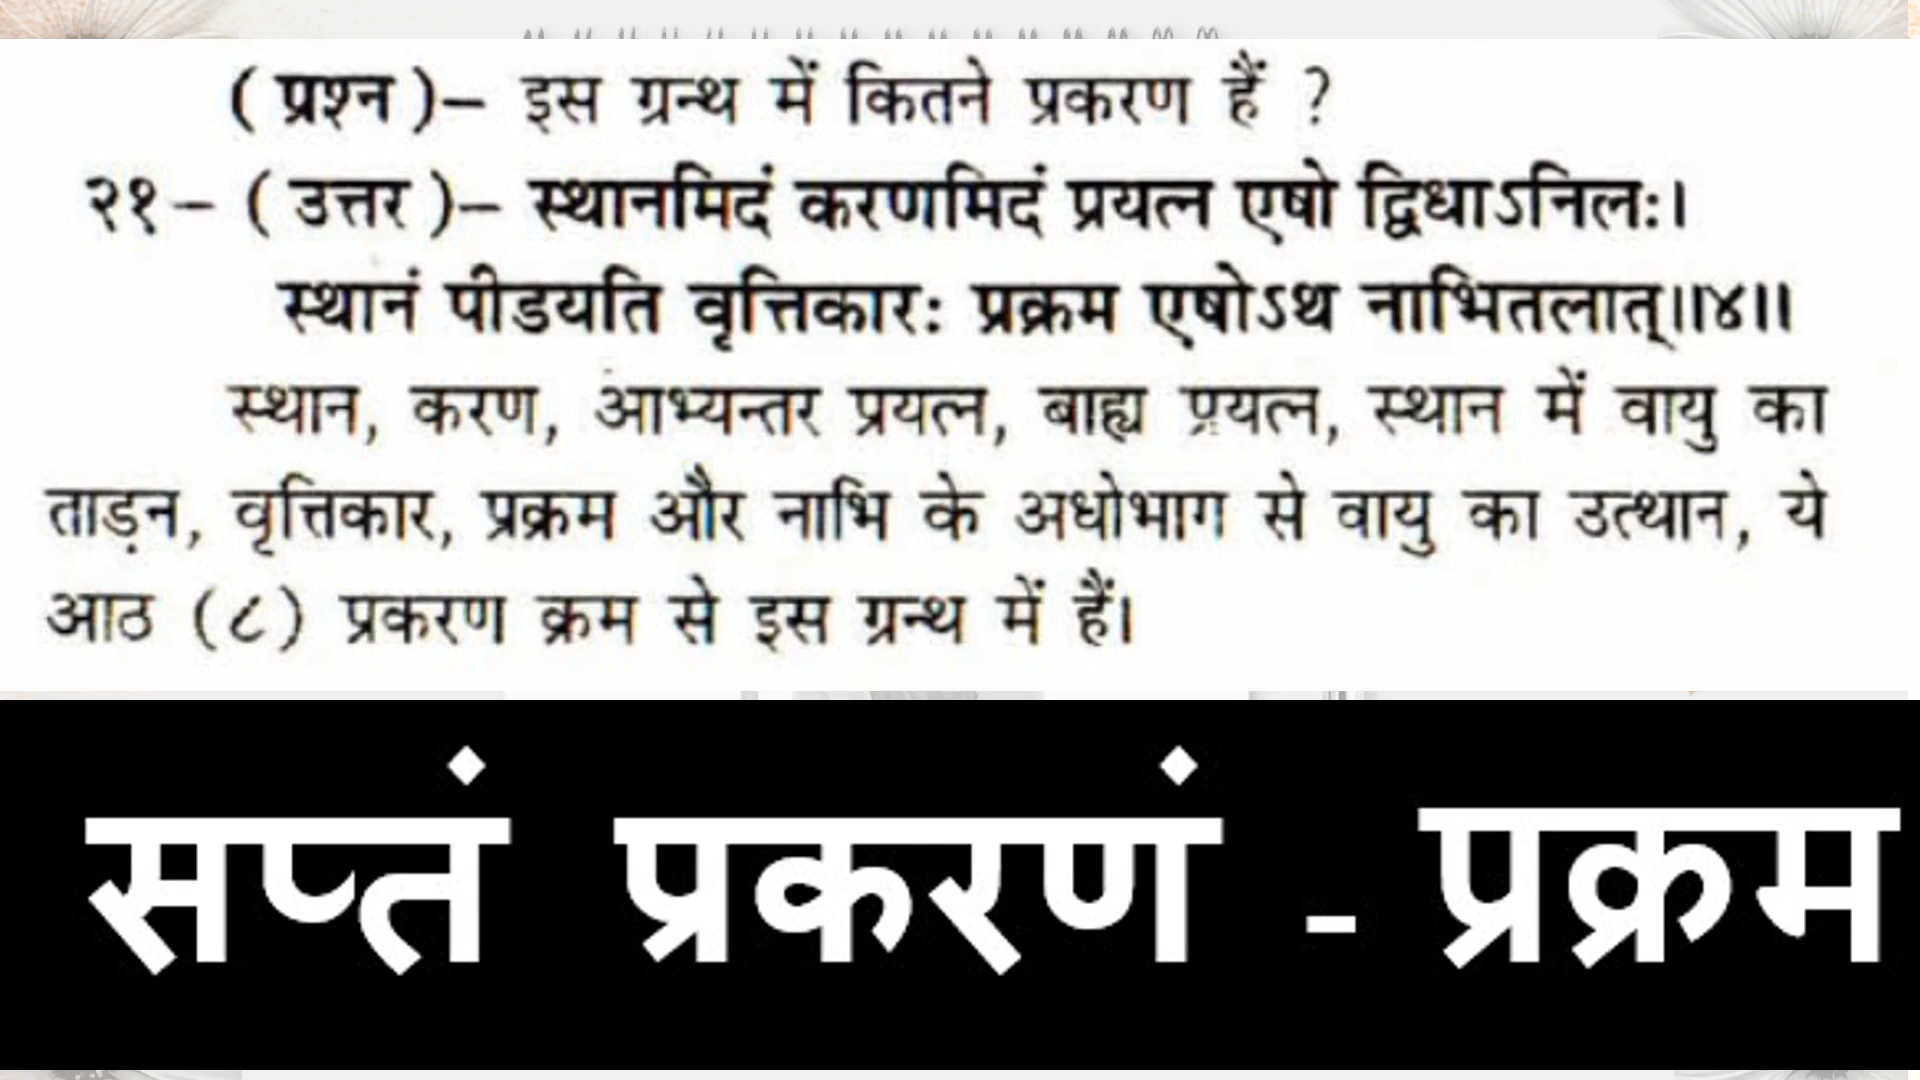 ( प्रश्न )– इस ग्रन्थ में कितने प्रकरण हैं ?
२१– ( उत्तर )– स्थानमिदं करणमिदं प्रयत्न एषो द्विधाऽनिलः।
स्थानं पीडयति वृत्तिकारः प्रक्रम एषोऽथ नाभितलात्॥४॥
स्थान, करण, आभ्यन्तर प्रयत्न, बाह्य प्रयत्न, स्थान में वायु का
ताड़न, वृत्तिकार, प्रक्रम और नाभि के अधोभाग से वायु का उत्थान, ये
आठ (८) प्रकरण क्रम से इस ग्रन्थ में हैं।
सप्तं प्रकरणं - प्रक्रम